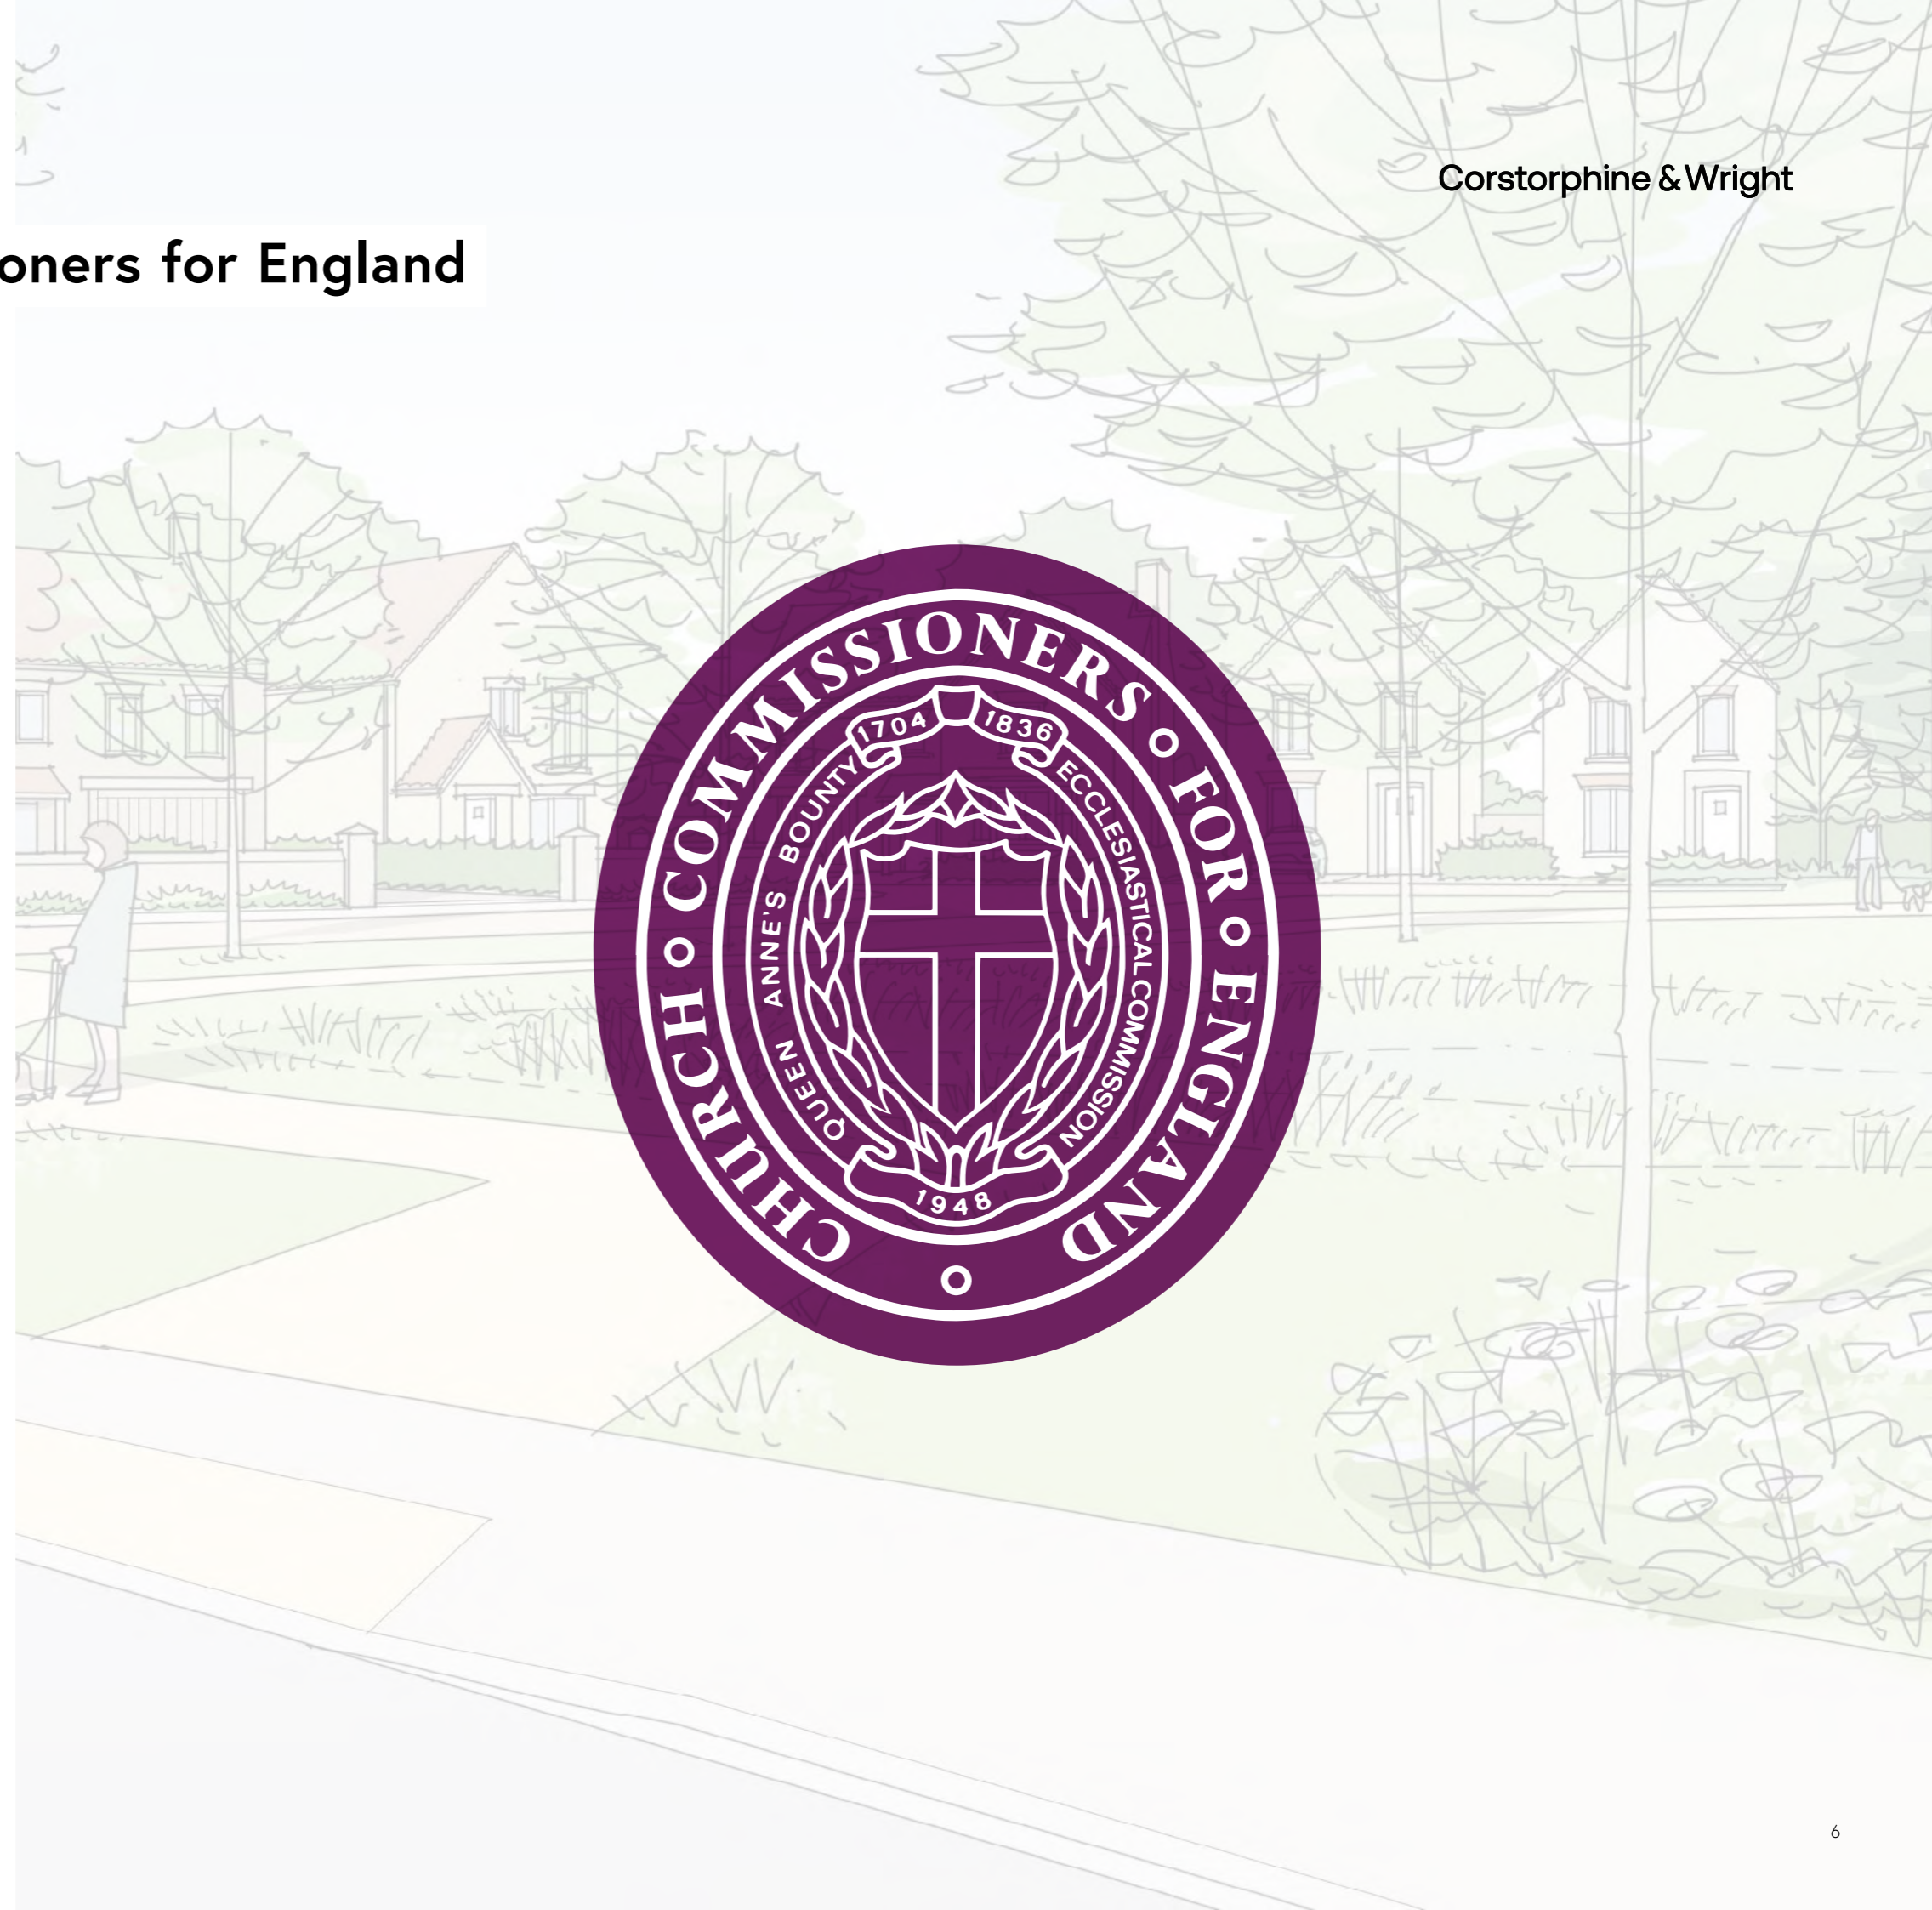 Corstorphine & Wright
oners for England
CHURCH o COMMISSIONERS o FOR o ENGLAND
1704 1836
QUEEN ANNE'S BOUNTY
ECCLESIASTICAL COMMISSION
1948
6